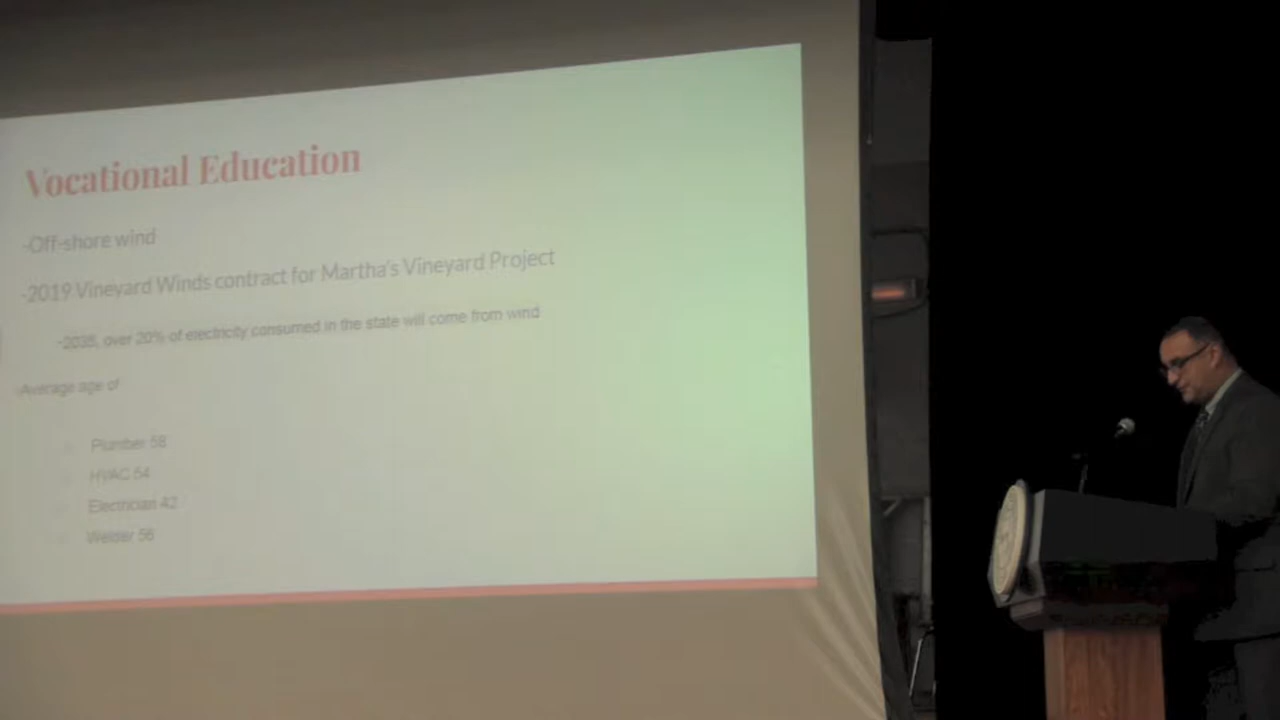 Vocational Education
-Off-shore wind
-2019 Vineyard Winds contract for Martha's Vineyard Project
-2035, over 20% of electricity consumed in the state will come from wind
-Average age of
Plumber 58
HVAC 54
Electrician 42
Welder 56